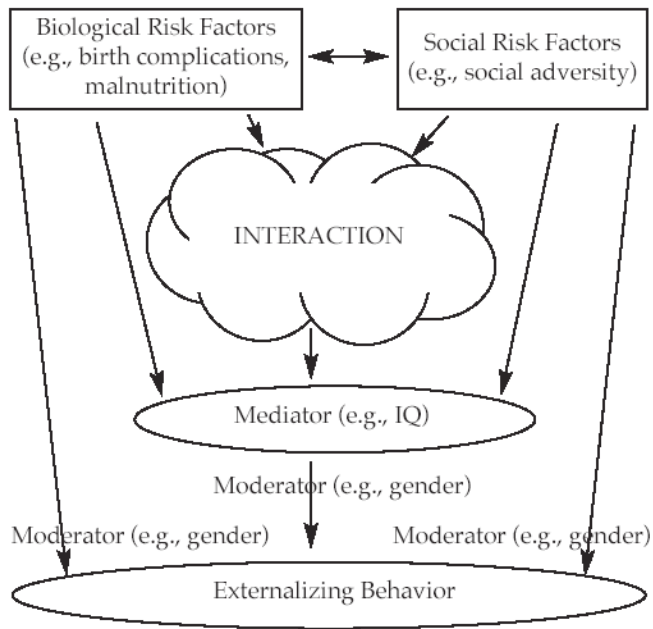 Biological Risk Factors
(e.g., birth complications,
malnutrition)
Social Risk Factors
(e.g., social adversity)
INTERACTION
Mediator (e.g., IQ)
Moderator (e.g., gender)
Moderator (e.g., gender)
Moderator (e.g., gender)
Externalizing Behavior